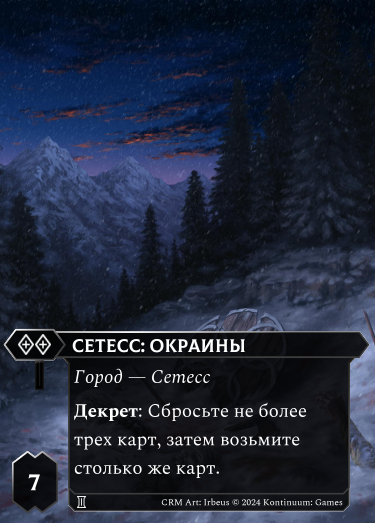 СЕТЕСС: ОКРАИНЫ
Город — Сетесс
Декрет: Сбросьте не более
трех карт, затем возьмите
столько же карт.
7
CRM Art: Irbeus © 2024 Kontinuum: Games